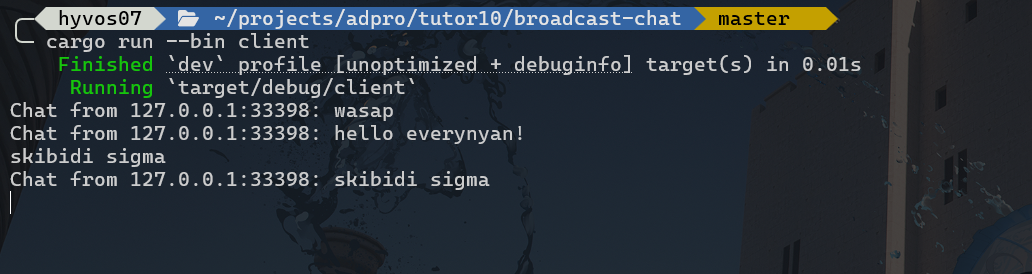 hyvos07 ~/projects/adpro/tutor10/broadcast-chat master
cargo run --bin client
Finished `dev` profile [unoptimized + debuginfo] target(s) in 0.01s
Running `target/debug/client`
Chat from 127.0.0.1:33398: wasap
Chat from 127.0.0.1:33398: hello everynyan!
skibidi sigma
Chat from 127.0.0.1:33398: skibidi sigma